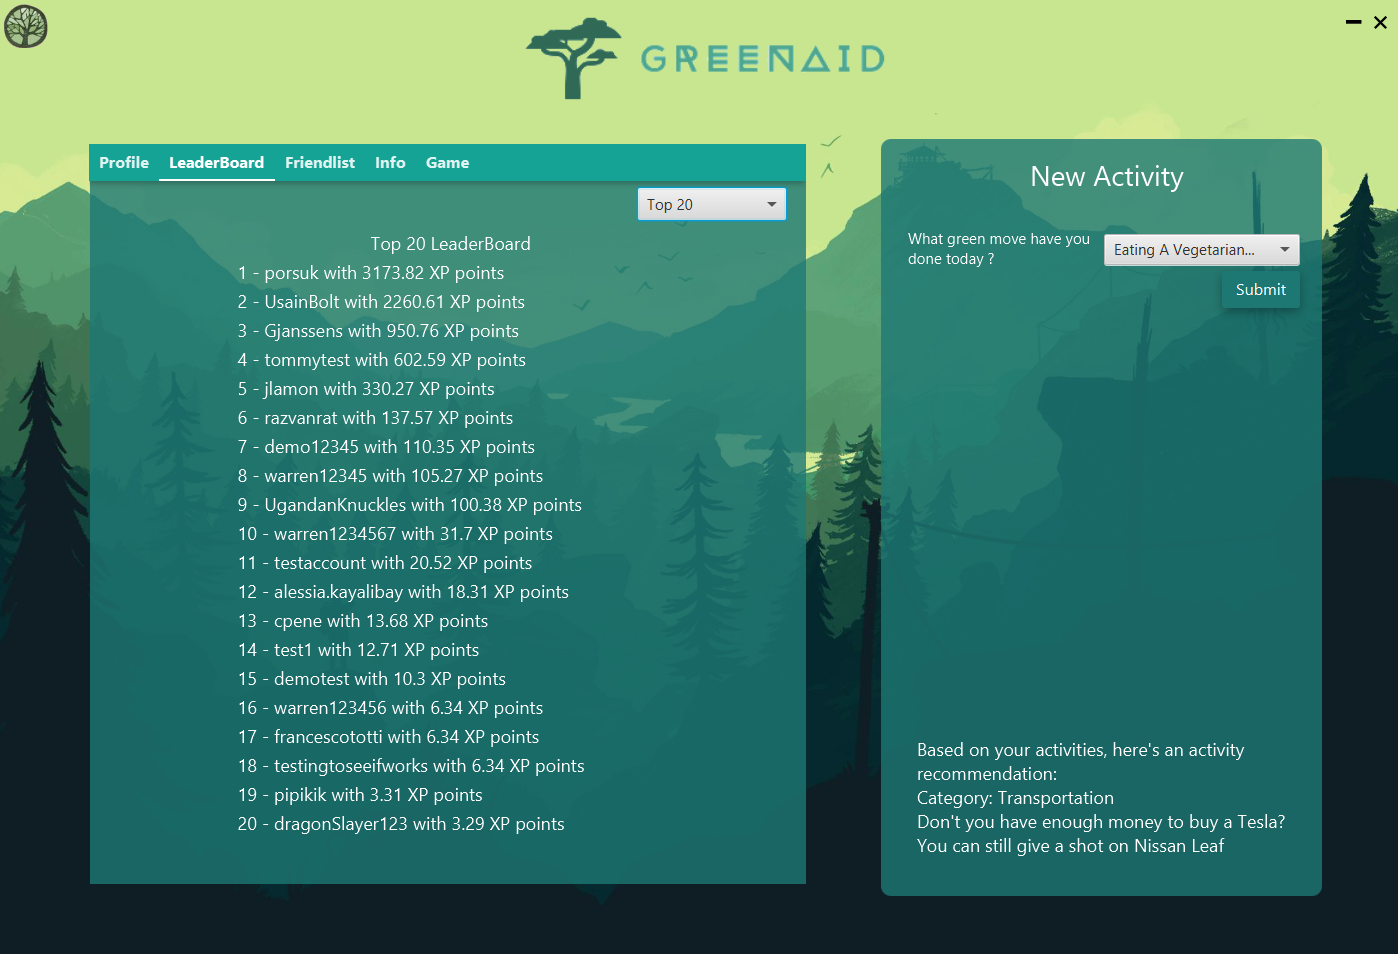 GREENAID
Profile LeaderBoard Friendlist Info Game
Top 20
Top 20 LeaderBoard
1 - porsuk with 3173.82 XP points
2 - UsainBolt with 2260.61 XP points
3 - Gjanssens with 950.76 XP points
4 - tommytest with 602.59 XP points
5 - jlamon with 330.27 XP points
6 - razvanrat with 137.57 XP points
7 - demo12345 with 110.35 XP points
8 - warren12345 with 105.27 XP points
9 - UgandanKnuckles with 100.38 XP points
10 - warren1234567 with 31.7 XP points
11 - testaccount with 20.52 XP points
12 - alessia.kayalibay with 18.31 XP points
13 - cpene with 13.68 XP points
14 - test1 with 12.71 XP points
15 - demotest with 10.3 XP points
16 - warren123456 with 6.34 XP points
17 - francescototti with 6.34 XP points
18 - testingtoseeifworks with 6.34 XP points
19 - pipikik with 3.31 XP points
20 - dragonSlayer123 with 3.29 XP points
New Activity
What green move have you
done today ?
Eating A Vegetarian...
Submit
Based on your activities, here's an activity
recommendation:
Category: Transportation
Don't you have enough money to buy a Tesla?
You can still give a shot on Nissan Leaf